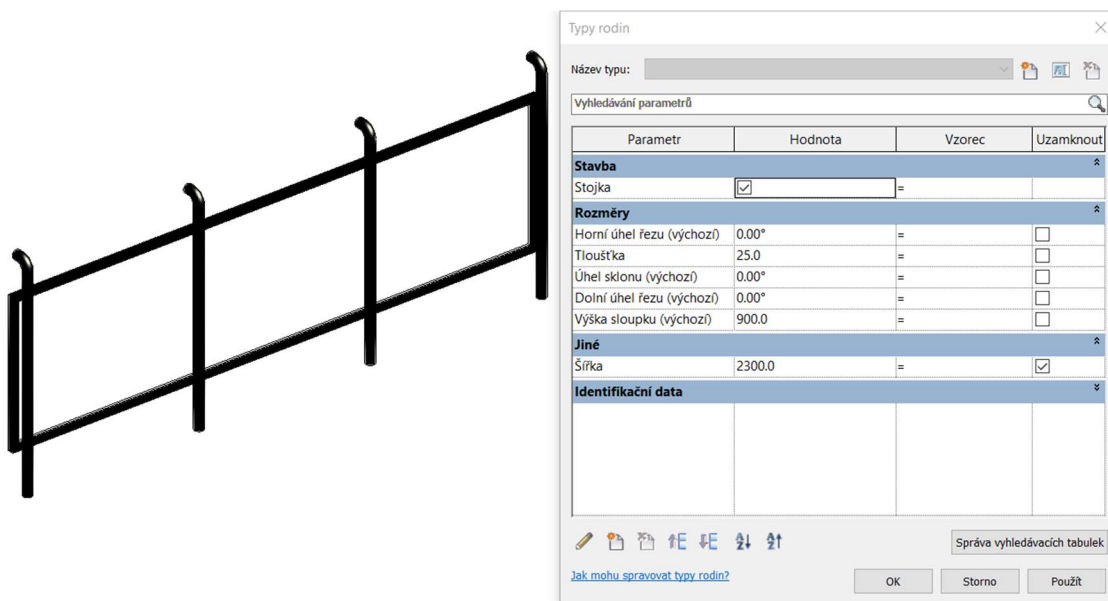 Typy rodin
Název typu:
Vyhledávání parametrů
Parametr Hodnota Vzorec Uzamknout
Stavba
Stojka =
Rozměry
Horní úhel řezu (výchozí) 0.00° =
Tloušťka 25.0 =
Úhel sklonu (výchozí) 0.00° =
Dolní úhel řezu (výchozí) 0.00° =
Výška sloupku (výchozí) 900.0 =
Jiné
Šířka 2300.0 =
Identifikační data
Správa vyhledávacích tabulek
Jak mohu spravovat typy rodin?
OK Storno Použít